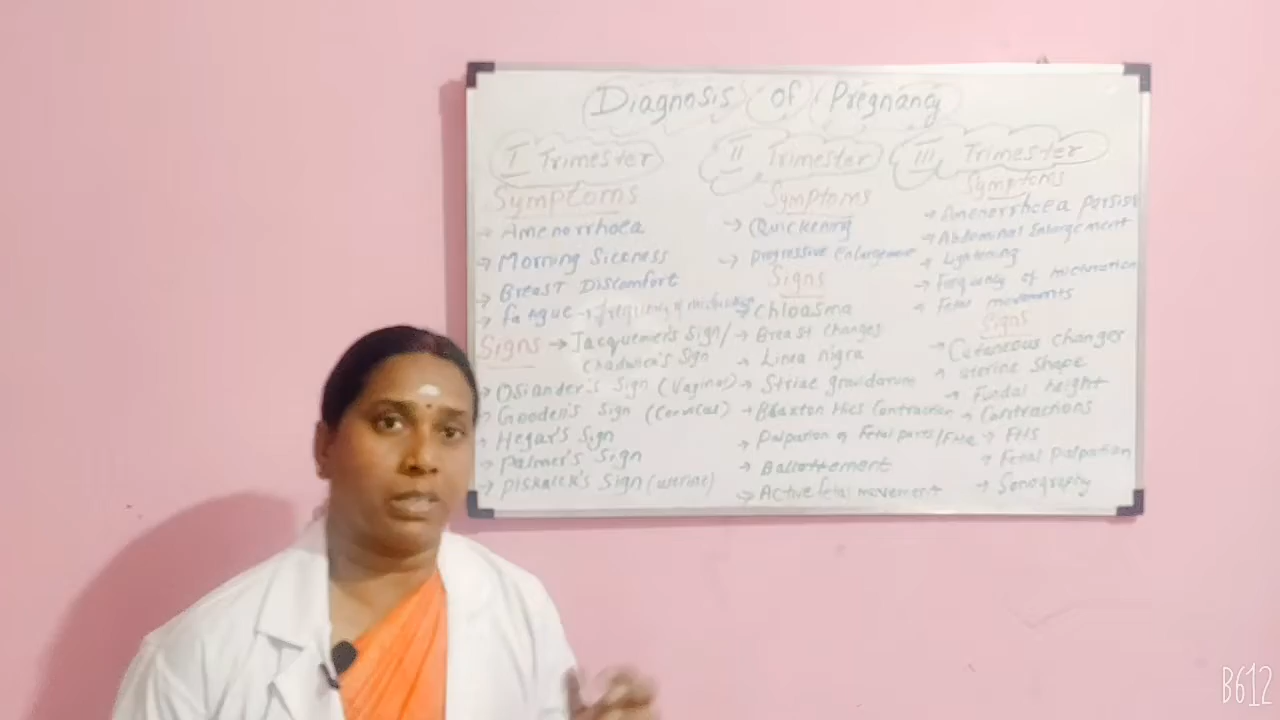 Diagnosis of Pregnancy
I Trimester
Symptoms
→ Amenorrhoea
→ Morning Sickness
→ Breast Discomfort
→ Fatigue → frequency of micturition
Signs → Jacquemer's Sign/
Chadwick's Sign
→ Osiander's Sign (Vaginal)
→ Goodell's Sign (Cervical)
→ Hegar's Sign
→ Palmer's Sign
→ Piskacek's Sign (uterine)
II Trimester
Symptoms
→ Quickening
→ Progressive Enlargement
Signs
→ Chloasma
→ Breast Changes
→ Linea nigra
→ Striae gravidarum
→ Braxton Hics Contraction
→ Palpation of Fetal parts/FHR
→ Ballottement
→ Active fetal movement
III Trimester
Symptoms
→ Amenorrhoea Persist
→ Abdominal Enlargement
→ Lightening
→ Frequency of micturation
→ Fetal movements
Signs
→ Cutaneous changes
→ uterine shape
→ Fundal height
→ Contractions
→ FHS
→ Fetal Palpation
→ Sonography
B612